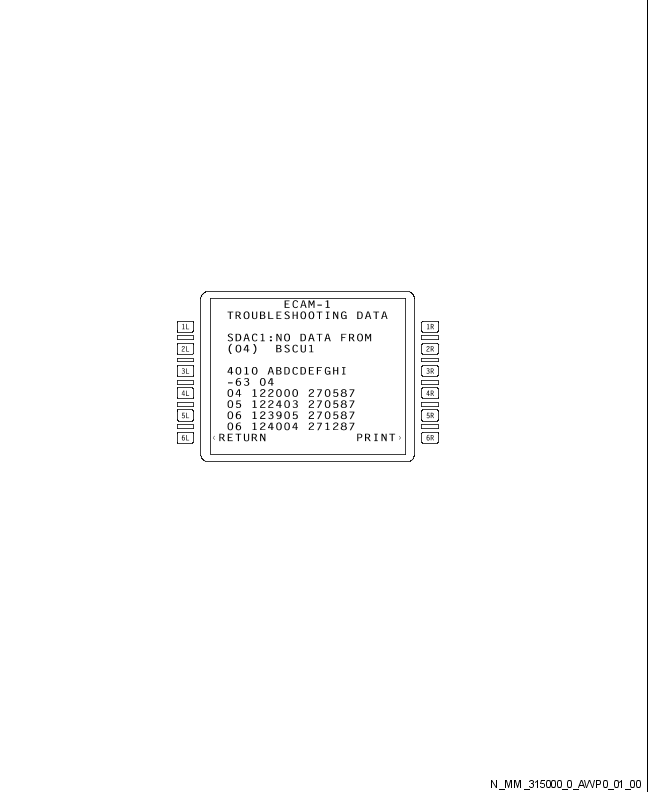 ECAM-1
TROUBLESHOOTING DATA
SDAC1:NO DATA FROM
(04) BSCU1
4010 ABDCDEFGHI
-63 04
04 122000 270587
05 122403 270587
06 123905 270587
06 124004 271287
‹RETURN PRINT›
1L
2L
3L
4L
5L
6L
1R
2R
3R
4R
5R
6R
N_MM_315000_0_AWP0_01_00